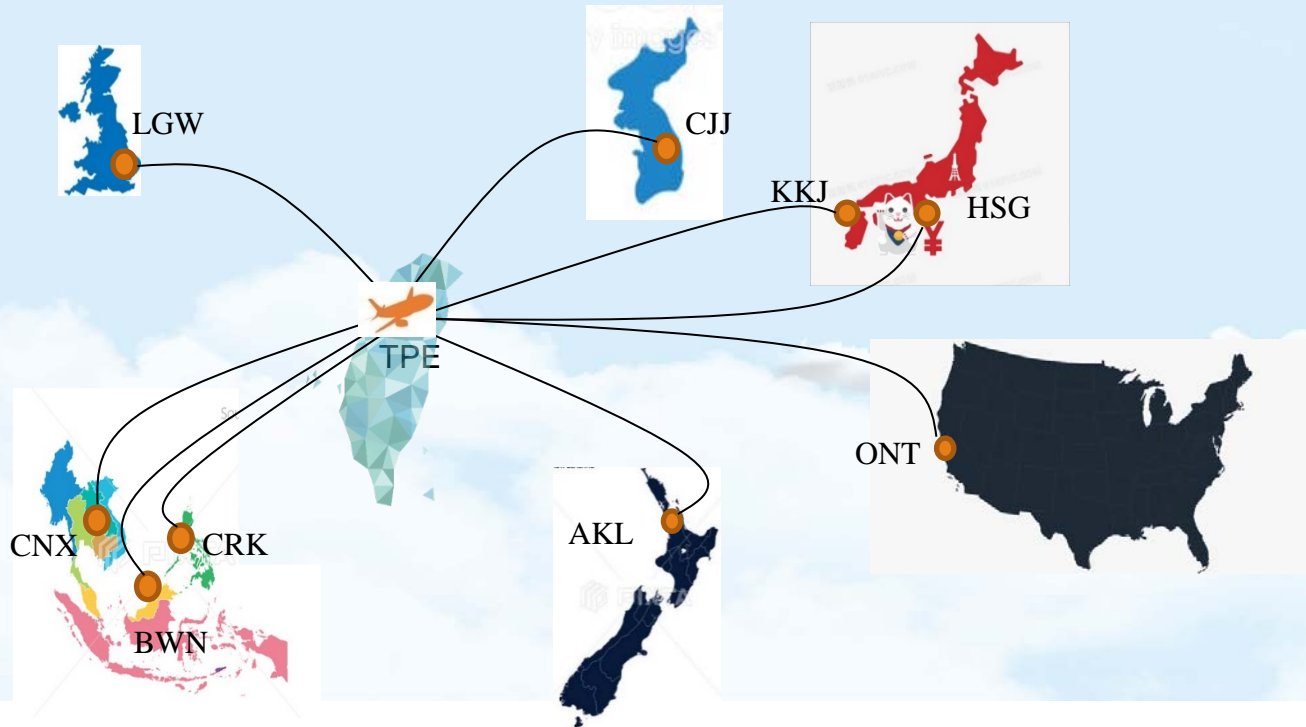 LGW
CJJ
KKJ
HSG
TPE
ONT
CNX
CRK
AKL
BWN